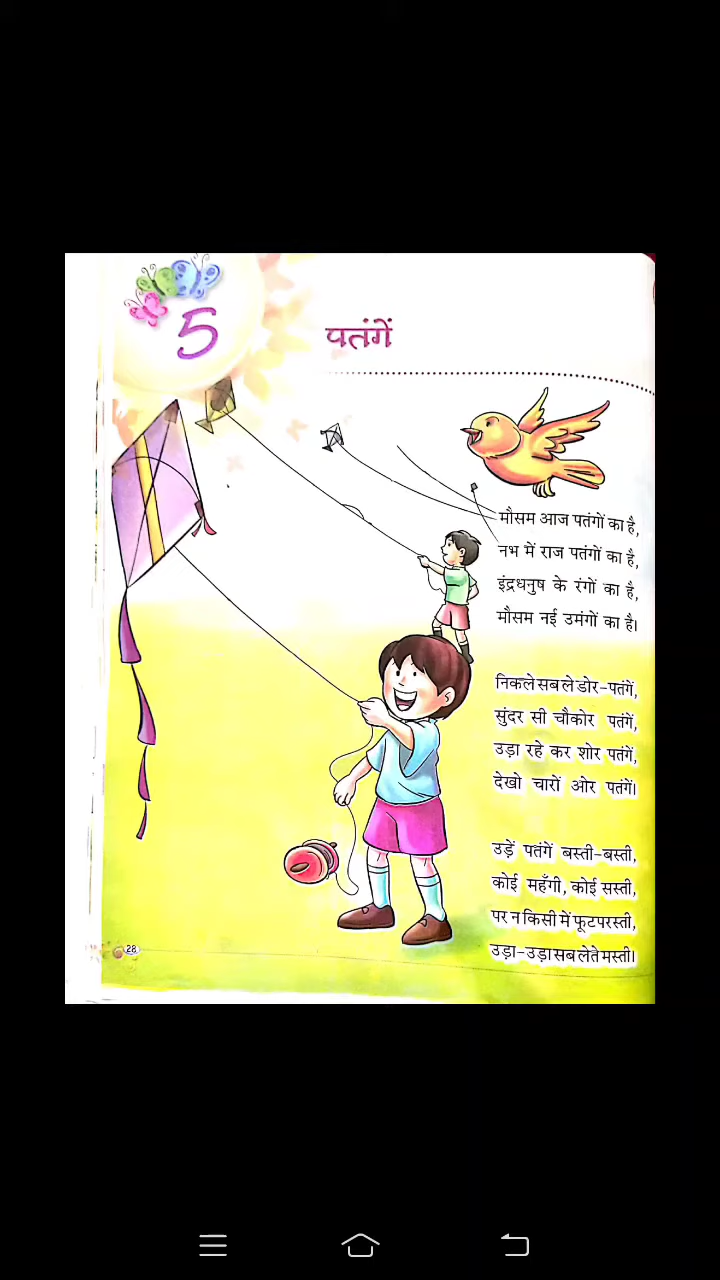 5
पतंगें
मौसम आज पतंगों का है,
नभ में राज पतंगों का है,
इंद्रधनुष के रंगों का है,
मौसम नई उमंगों का है।
निकले सब ले डोर-पतंगें,
सुंदर सी चौकोर पतंगें,
उड़ा रहे कर शोर पतंगें,
देखो चारों ओर पतंगें।
उड़ें पतंगें बस्ती-बस्ती,
कोई महँगी, कोई सस्ती,
पर न किसी में फूटपरस्ती,
उड़ा-उड़ा सब लेते मस्ती।
28